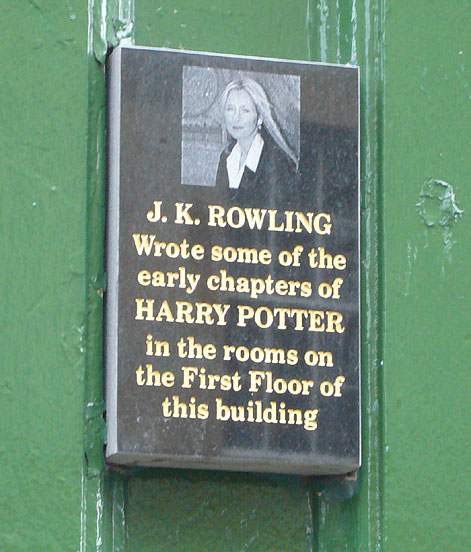 J. K. ROWLING
Wrote some of the
early chapters of
HARRY POTTER
in the rooms on
the First Floor of
this building